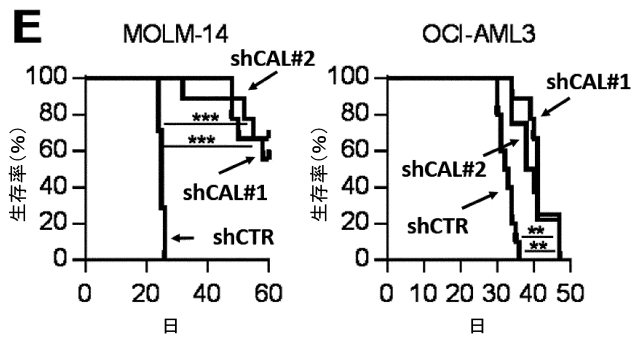 E
MOLM-14
OCI-AML3
shCAL#2
shCAL#1
shCTR
***
***
生存率(%)
100
80
60
40
20
0
0
20
40
60
日
shCAL#1
shCAL#2
shCTR
**
**
生存率(%)
100
80
60
40
20
0
0
10
20
30
40
50
日